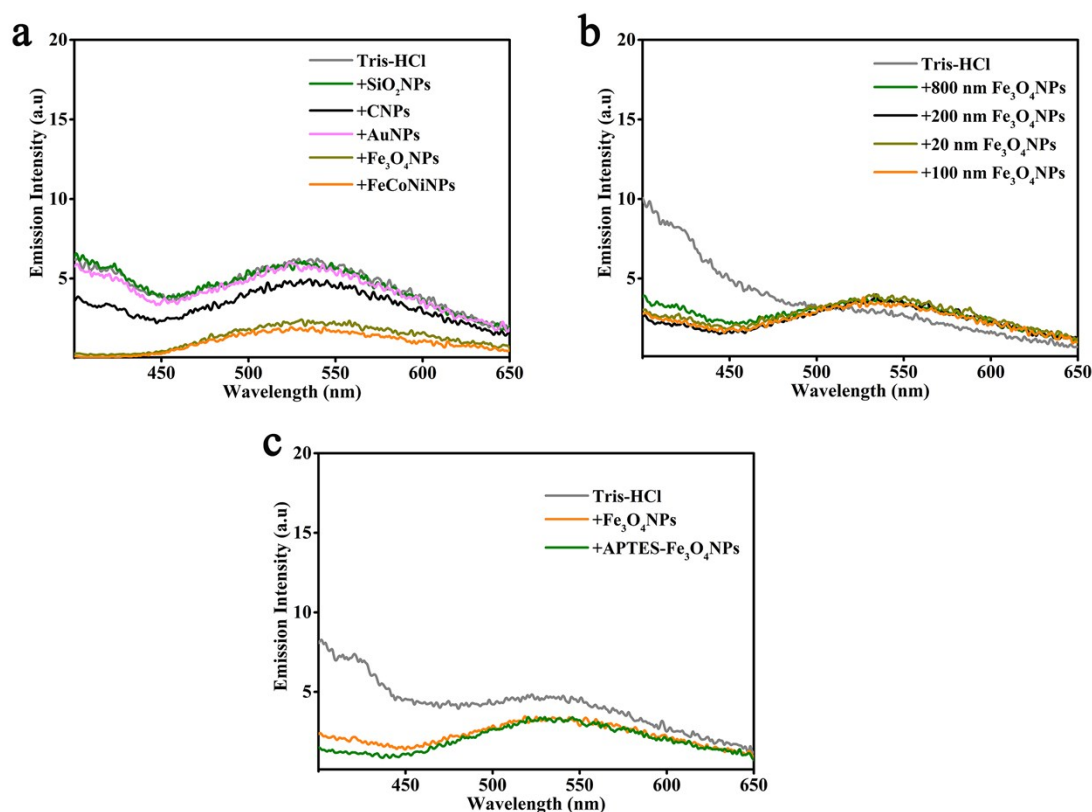 a
20
15
10
5
Emission Intensity (a.u)
Tris-HCl
+SiO₂NPs
+CNPs
+AuNPs
+Fe₃O₄NPs
+FeCoNiNPs
450 500 550 600 650
Wavelength (nm)
b
20
15
10
5
Emission Intensity (a.u)
Tris-HCl
+800 nm Fe₃O₄NPs
+200 nm Fe₃O₄NPs
+20 nm Fe₃O₄NPs
+100 nm Fe₃O₄NPs
450 500 550 600 650
Wavelength (nm)
c
20
15
10
5
Emission Intensity (a.u)
Tris-HCl
+Fe₃O₄NPs
+APTES-Fe₃O₄NPs
450 500 550 600 650
Wavelength (nm)